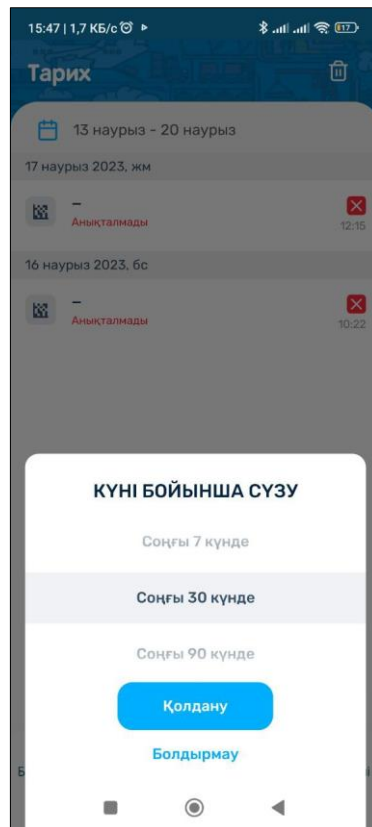 15:47 | 1,7 КБ/с
117
Тарих
13 наурыз - 20 наурыз
17 наурыз 2023, жм
–
Анықталмады
12:15
16 наурыз 2023, бс
–
Анықталмады
10:22
КҮНІ БОЙЫНША СҮЗУ
Соңғы 7 күнде
Соңғы 30 күнде
Соңғы 90 күнде
Қолдану
Болдырмау